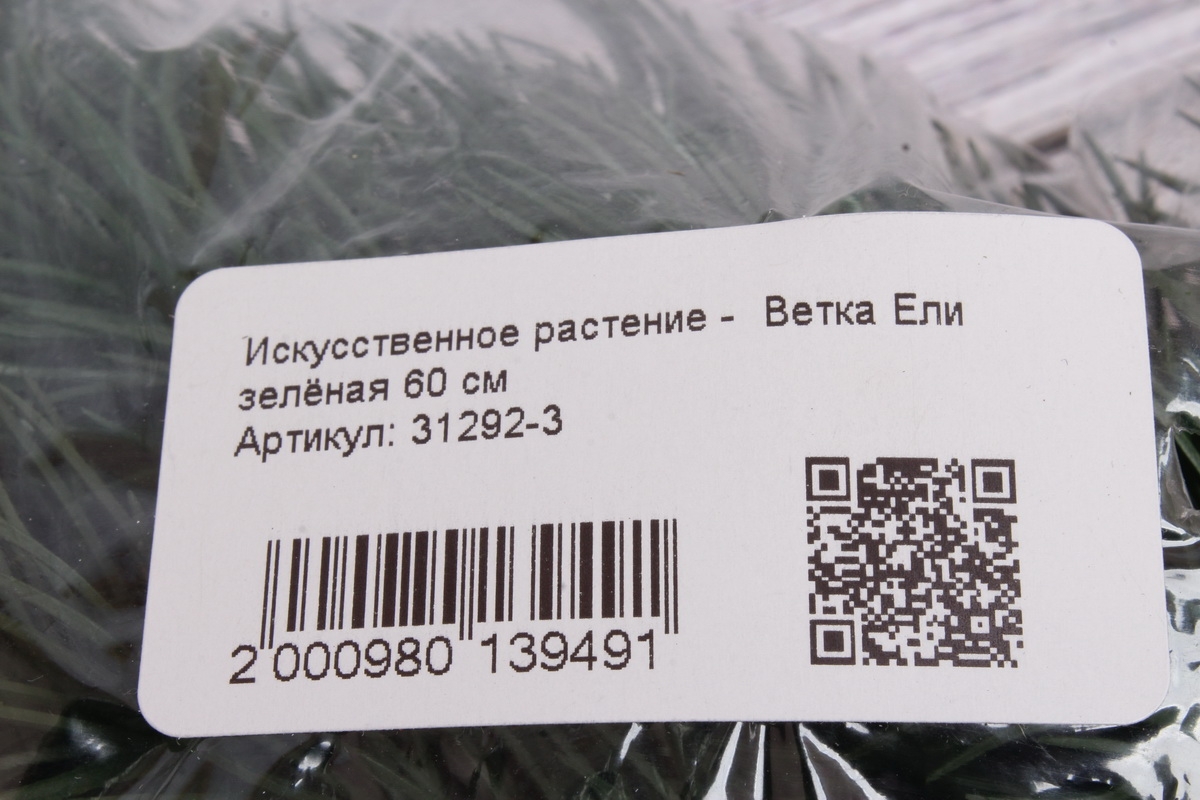 Искусственное растение - Ветка Ели
зелёная 60 см
Артикул: 31292-3
2 000980 139491